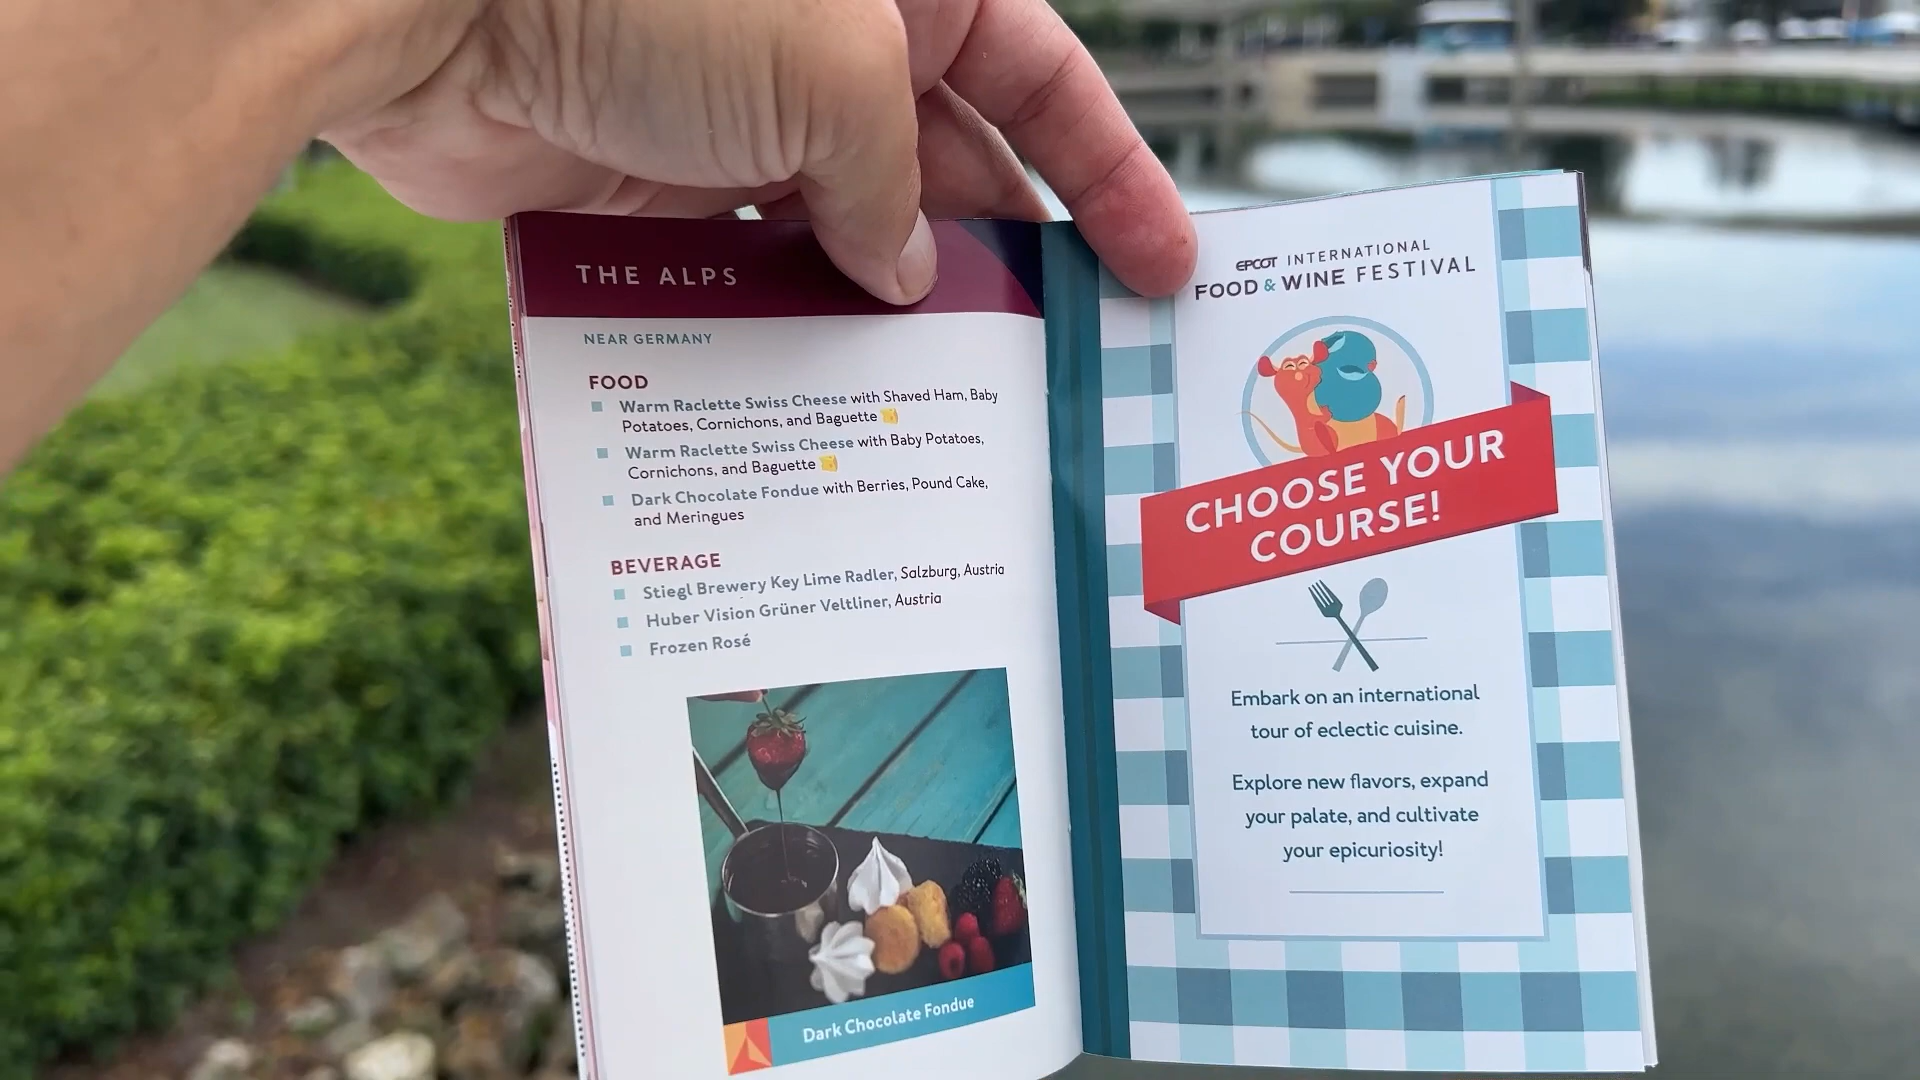 THE ALPS
NEAR GERMANY
FOOD
Warm Raclette Swiss Cheese with Shaved Ham, Baby
Potatoes, Cornichons, and Baguette
Warm Raclette Swiss Cheese with Baby Potatoes,
Cornichons, and Baguette
Dark Chocolate Fondue with Berries, Pound Cake,
and Meringues
BEVERAGE
Stiegl Brewery Key Lime Radler, Salzburg, Austria
Huber Vision Grüner Veltliner, Austria
Frozen Rosé
Dark Chocolate Fondue
EPCOT INTERNATIONAL
FOOD & WINE FESTIVAL
CHOOSE YOUR
COURSE!
Embark on an international
tour of eclectic cuisine.
Explore new flavors, expand
your palate, and cultivate
your epicuriosity!